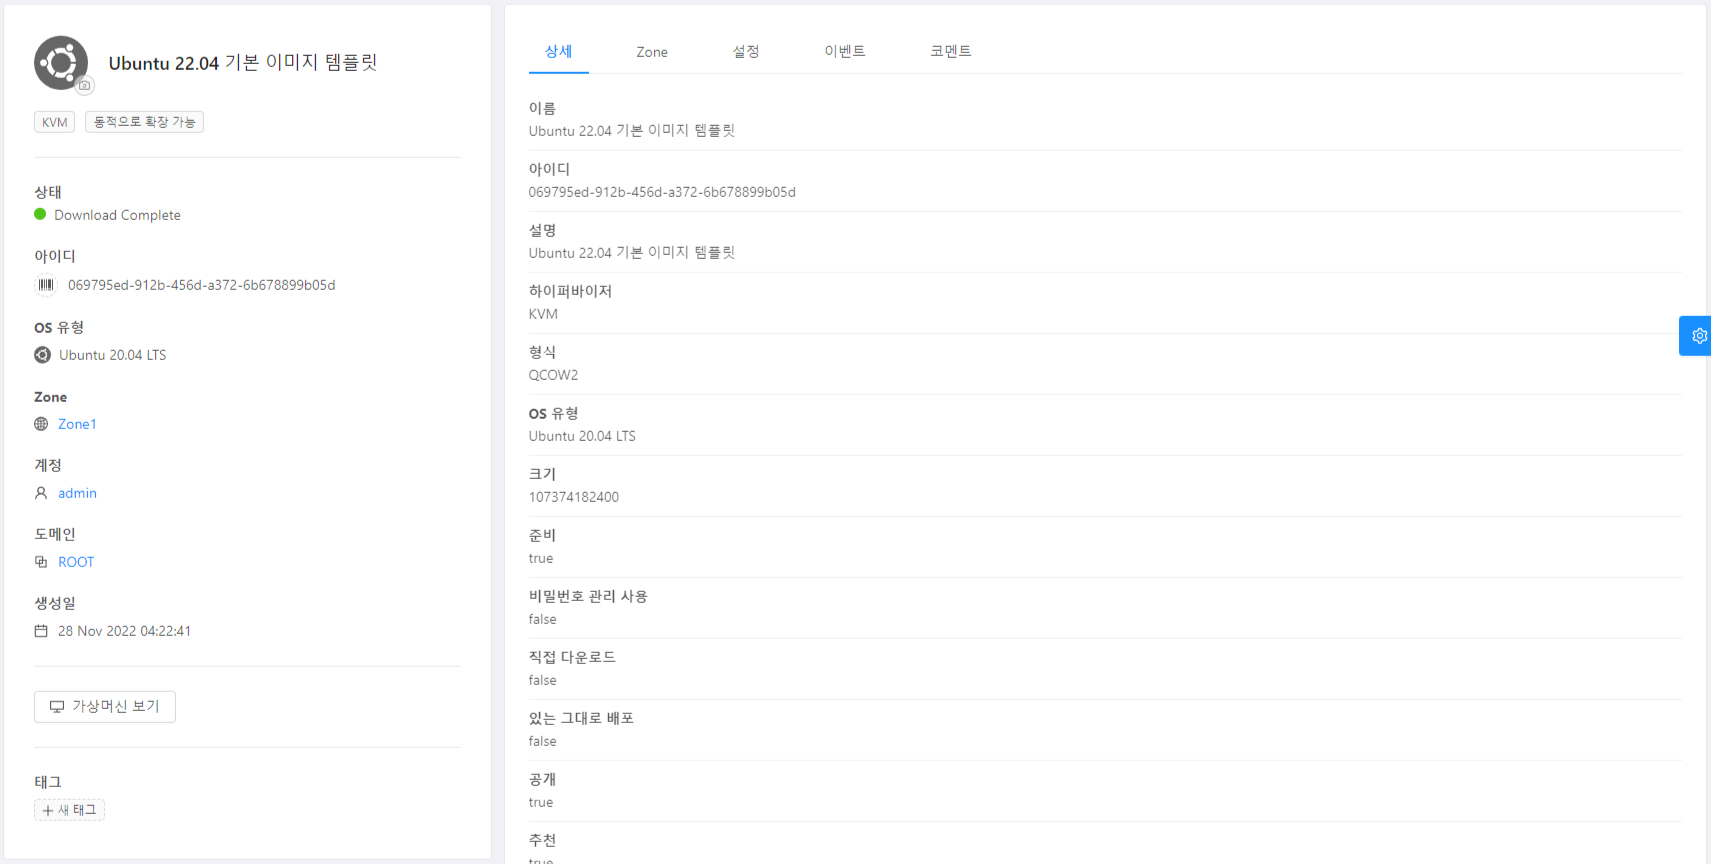 Ubuntu 22.04 기본 이미지 템플릿
KVM
동적으로 확장 가능
상태
Download Complete
아이디
069795ed-912b-456d-a372-6b678899b05d
OS 유형
Ubuntu 20.04 LTS
Zone
Zone1
계정
admin
도메인
ROOT
생성일
28 Nov 2022 04:22:41
가상머신 보기
태그
+ 새 태그
상세 Zone 설정 이벤트 코멘트
이름
Ubuntu 22.04 기본 이미지 템플릿
아이디
069795ed-912b-456d-a372-6b678899b05d
설명
Ubuntu 22.04 기본 이미지 템플릿
하이퍼바이저
KVM
형식
QCOW2
OS 유형
Ubuntu 20.04 LTS
크기
107374182400
준비
true
비밀번호 관리 사용
false
직접 다운로드
false
있는 그대로 배포
false
공개
true
추천
true